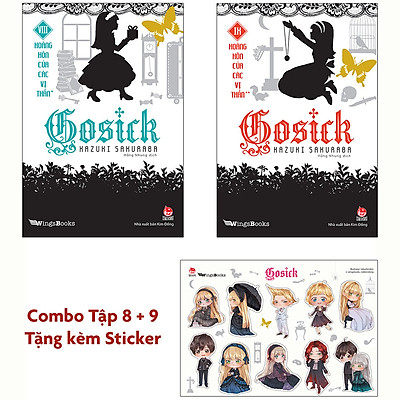 VIII
HOÀNG HÔN
CỦA CÁC
VỊ THẦN
Gosick
KAZUKI SAKURABA
Hồng Nhung dịch
WingsBooks
Nhà xuất bản Kim Đồng
IX
HOÀNG HÔN
CỦA CÁC
VỊ THẦN
Gosick
KAZUKI SAKURABA
Hồng Nhung dịch
WingsBooks
Nhà xuất bản Kim Đồng
Combo Tập 8 + 9
Tặng kèm Sticker
WingsBooks
Gosick